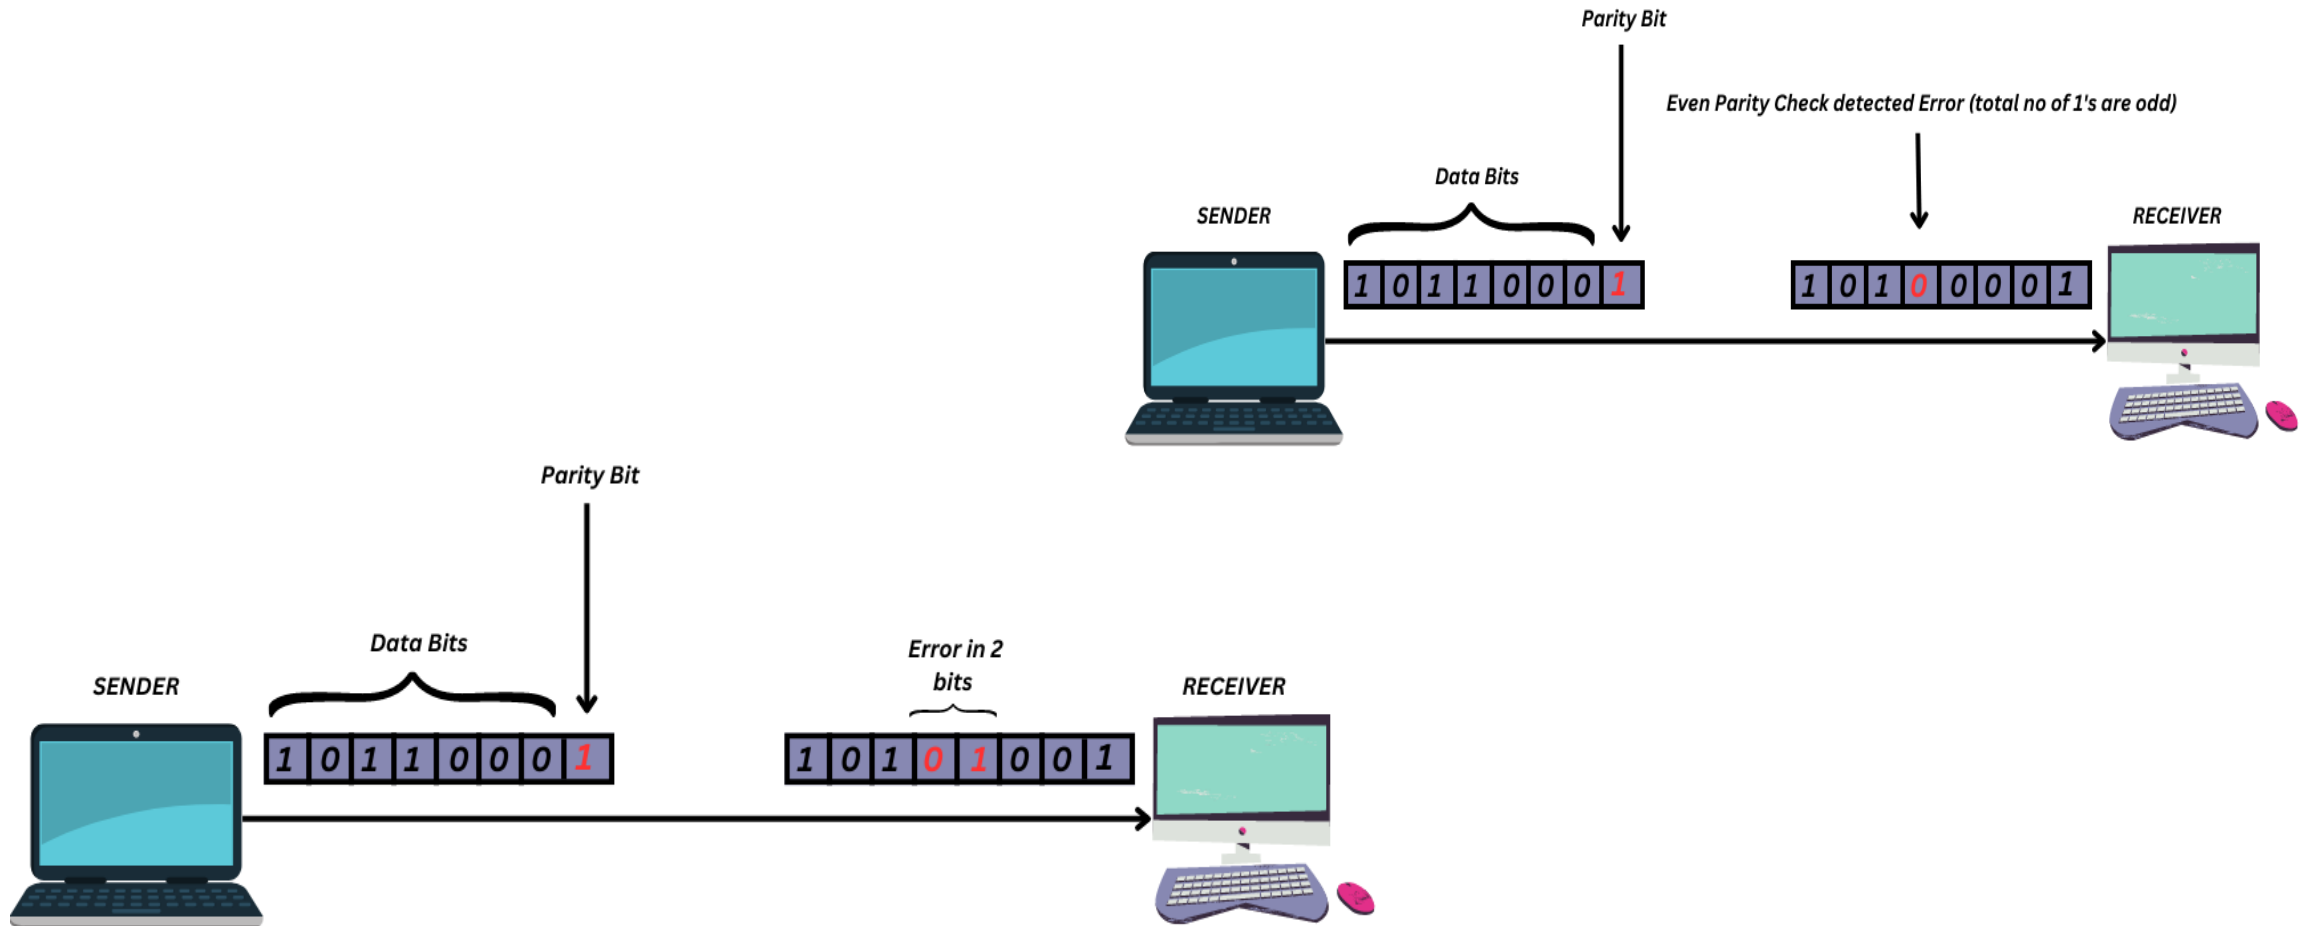 Parity Bit
Even Parity Check detected Error (total no of 1's are odd)
Data Bits
SENDER
RECEIVER
1 0 1 1 0 0 0 1
1 0 1 0 0 0 0 1
Parity Bit
Data Bits
Error in 2
bits
SENDER
RECEIVER
1 0 1 1 0 0 0 1
1 0 1 0 1 0 0 1